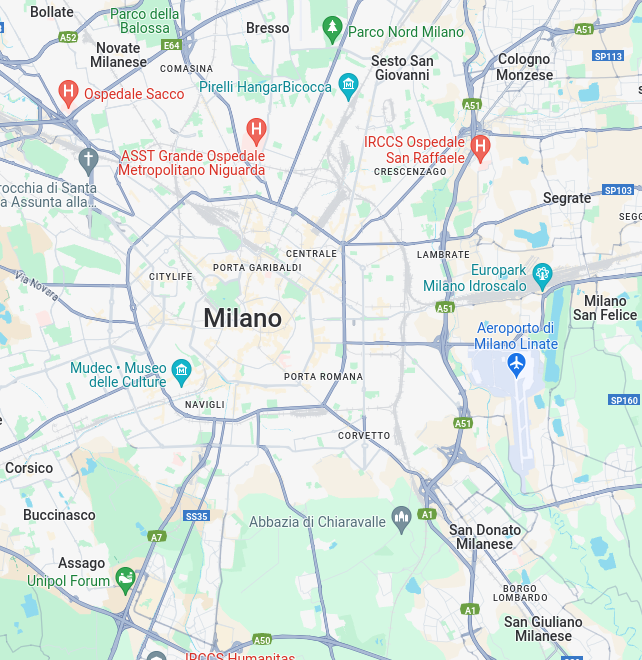 Bollate
Parco della
Balossa
A52
E64
Bresso
Parco Nord Milano
A51
SP113
Novate
Milanese
COMASINA
Sesto San
Giovanni
Cologno
Monzese
Pirelli HangarBicocca
Ospedale Sacco
A51
H
H
H
ASST Grande Ospedale
Metropolitano Niguarda
IRCCS Ospedale
San Raffaele
CRESCENZAGO
rocchia di Santa
a Assunta alla...
Segrate
SP103
SEGG
CENTRALE
LAMBRATE
PORTA GARIBALDI
CITYLIFE
Via Novera
Europark
Milano Idroscalo
A51
Milano
San Felice
Milano
Aeroporto di
Milano Linate
Mudec • Museo
delle Culture
PORTA ROMANA
NAVIGLI
SP160
A51
CORVETTO
Corsico
Buccinasco
SS35
A7
Abbazia di Chiaravalle
A1
San Donato
Milanese
Assago
Unipol Forum
BORGO
LOMBARDO
A1
San Giuliano
Milanese
A50
IRCCS Humanitas